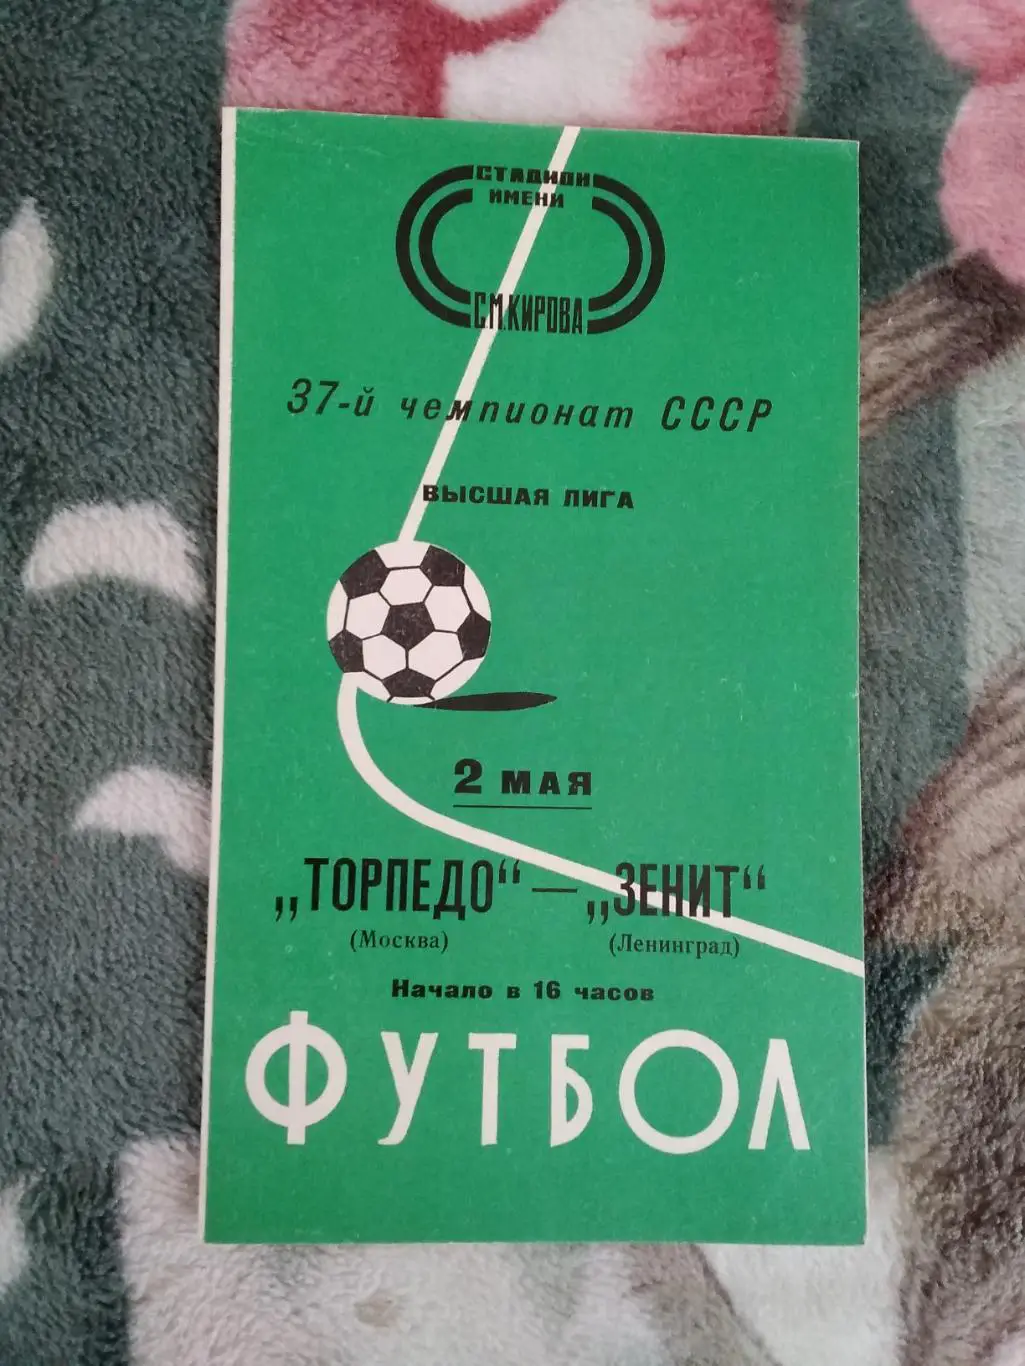 СТАДИОН
ИМЕНИ
С.М.КИРОВА
37-й чемпионат СССР
ВЫСШАЯ ЛИГА
2 МАЯ
„ТОРПЕДО“ — „ЗЕНИТ“
(Москва) (Ленинград)
Начало в 16 часов
ФУТБОЛ